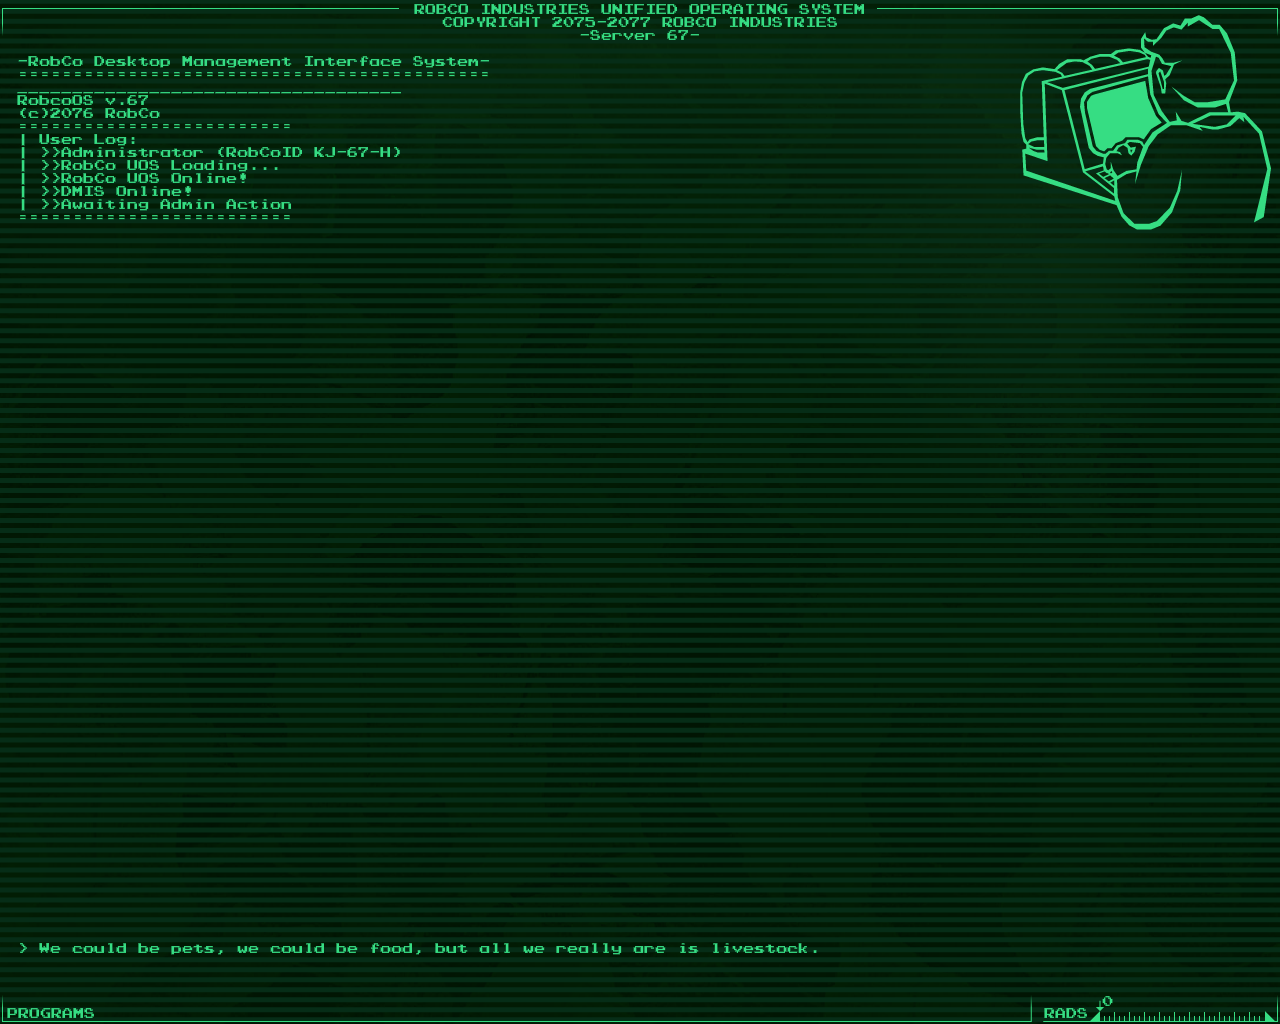 ROBCO INDUSTRIES UNIFIED OPERATING SYSTEM
COPYRIGHT 2075-2077 ROBCO INDUSTRIES
-Server 67-
-RobCo Desktop Management Interface System-
===========================================
___________________________________
RobcoOS v.67
(c)2076 RobCo
=========================
| User Log:
| >>Administrator (RobCoID KJ-67-H)
| >>RobCo UOS Loading...
| >>RobCo UOS Online!
| >>DMIS Online!
| >>Awaiting Admin Action
=========================
> We could be pets, we could be food, but all we really are is livestock.
PROGRAMS
RADS 0